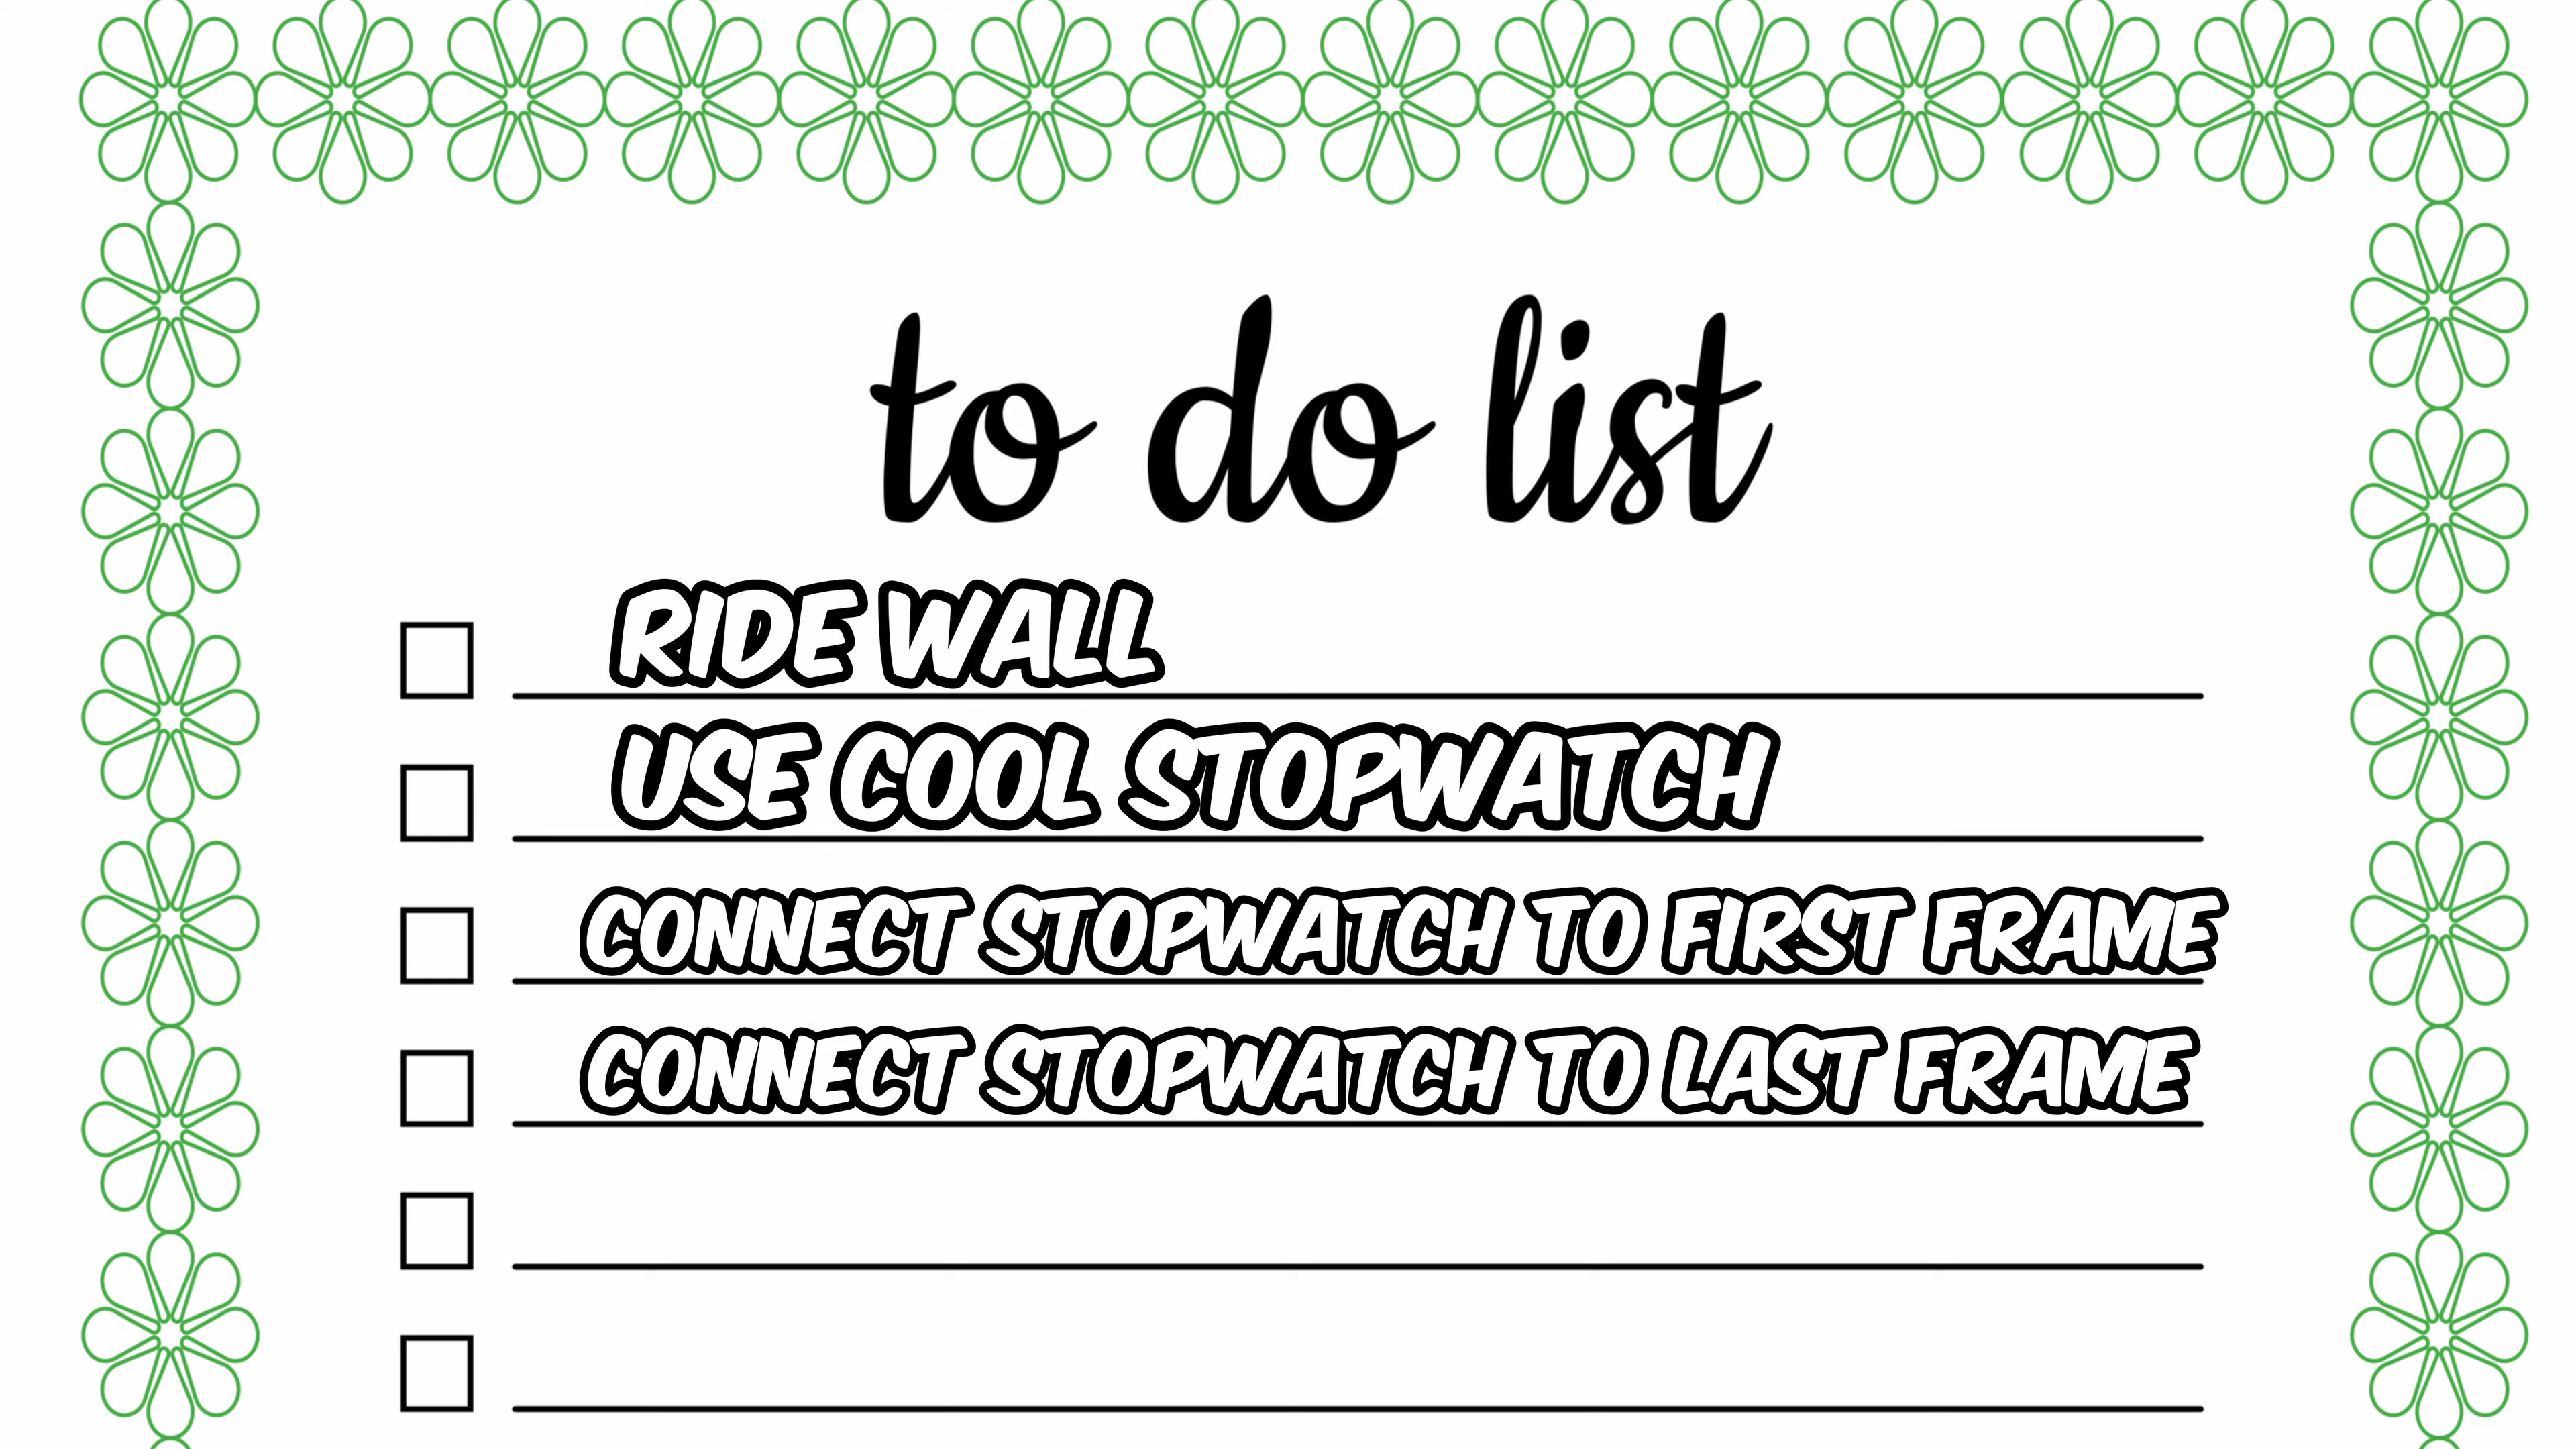 to do list
RIDE WALL
USE COOL STOPWATCH
CONNECT STOPWATCH TO FIRST FRAME
CONNECT STOPWATCH TO LAST FRAME